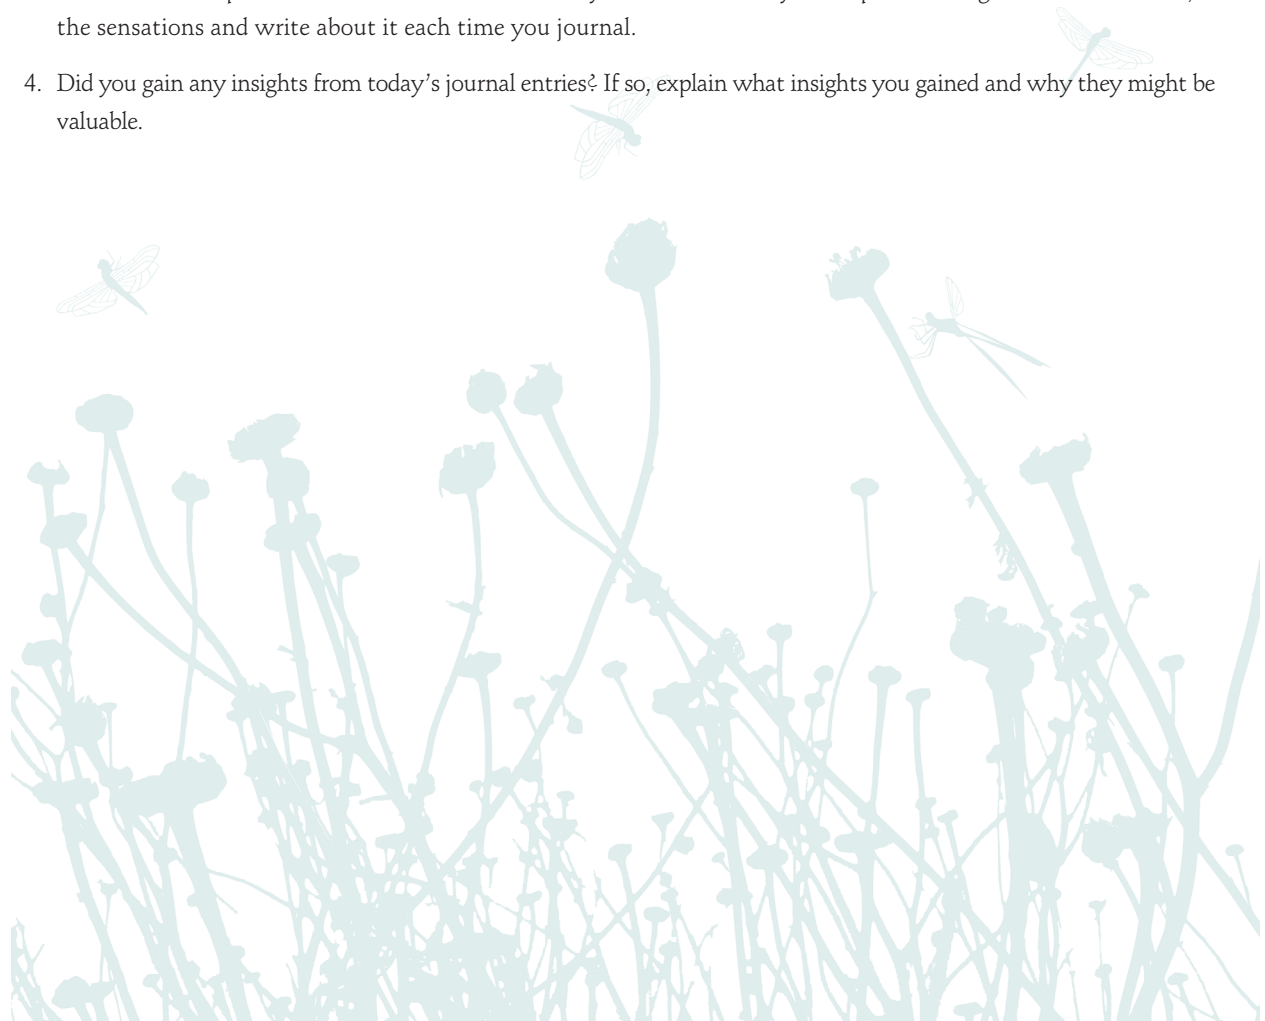 the sensations and write about it each time you journal.
4. Did you gain any insights from today’s journal entries? If so, explain what insights you gained and why they might be
valuable.